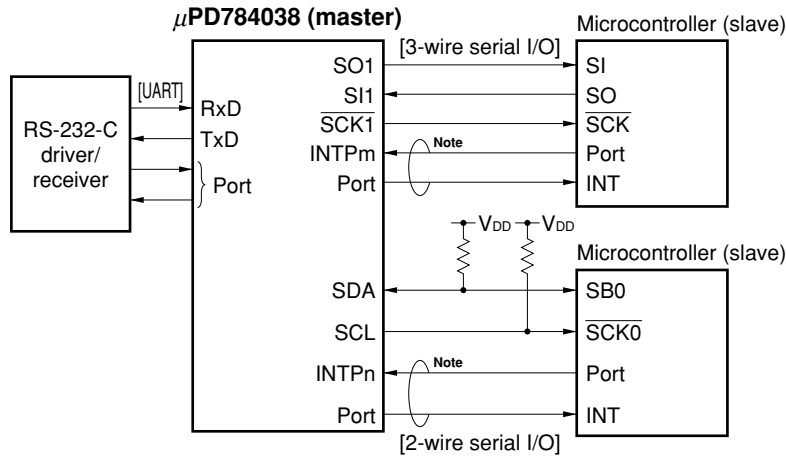 μPD784038 (master)
Microcontroller (slave)
[3-wire serial I/O]
[UART]
RS-232-C
driver/
receiver
RxD
TxD
Port
SO1
SI1
SCK1
INTPm
Port
Note
SI
SO
SCK
Port
INT
VDD
VDD
Microcontroller (slave)
SDA
SCL
INTPn
Port
Note
SB0
SCK0
Port
INT
[2-wire serial I/O]